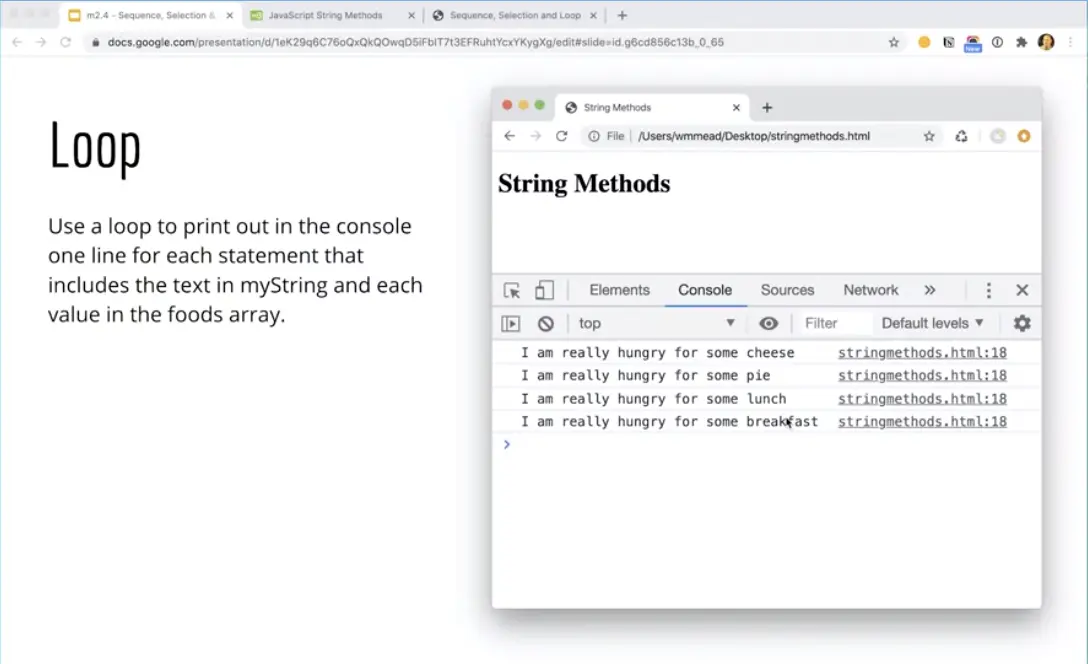 m2.4 – Sequence, Selection &
JavaScript String Methods
Sequence, Selection and Loop
docs.google.com/presentation/d/1eK29q6C76oQxQkQOwqD5iFblT7t3EFRuhtYcxYKygXg/edit#slide=id.g6cd856c13b_0_65
New
Loop
Use a loop to print out in the console
one line for each statement that
includes the text in myString and each
value in the foods array.
String Methods
File | /Users/wmmead/Desktop/stringmethods.html
String Methods
Elements Console Sources Network »
top Filter Default levels
I am really hungry for some cheese stringmethods.html:18
I am really hungry for some pie stringmethods.html:18
I am really hungry for some lunch stringmethods.html:18
I am really hungry for some breakfast stringmethods.html:18
>